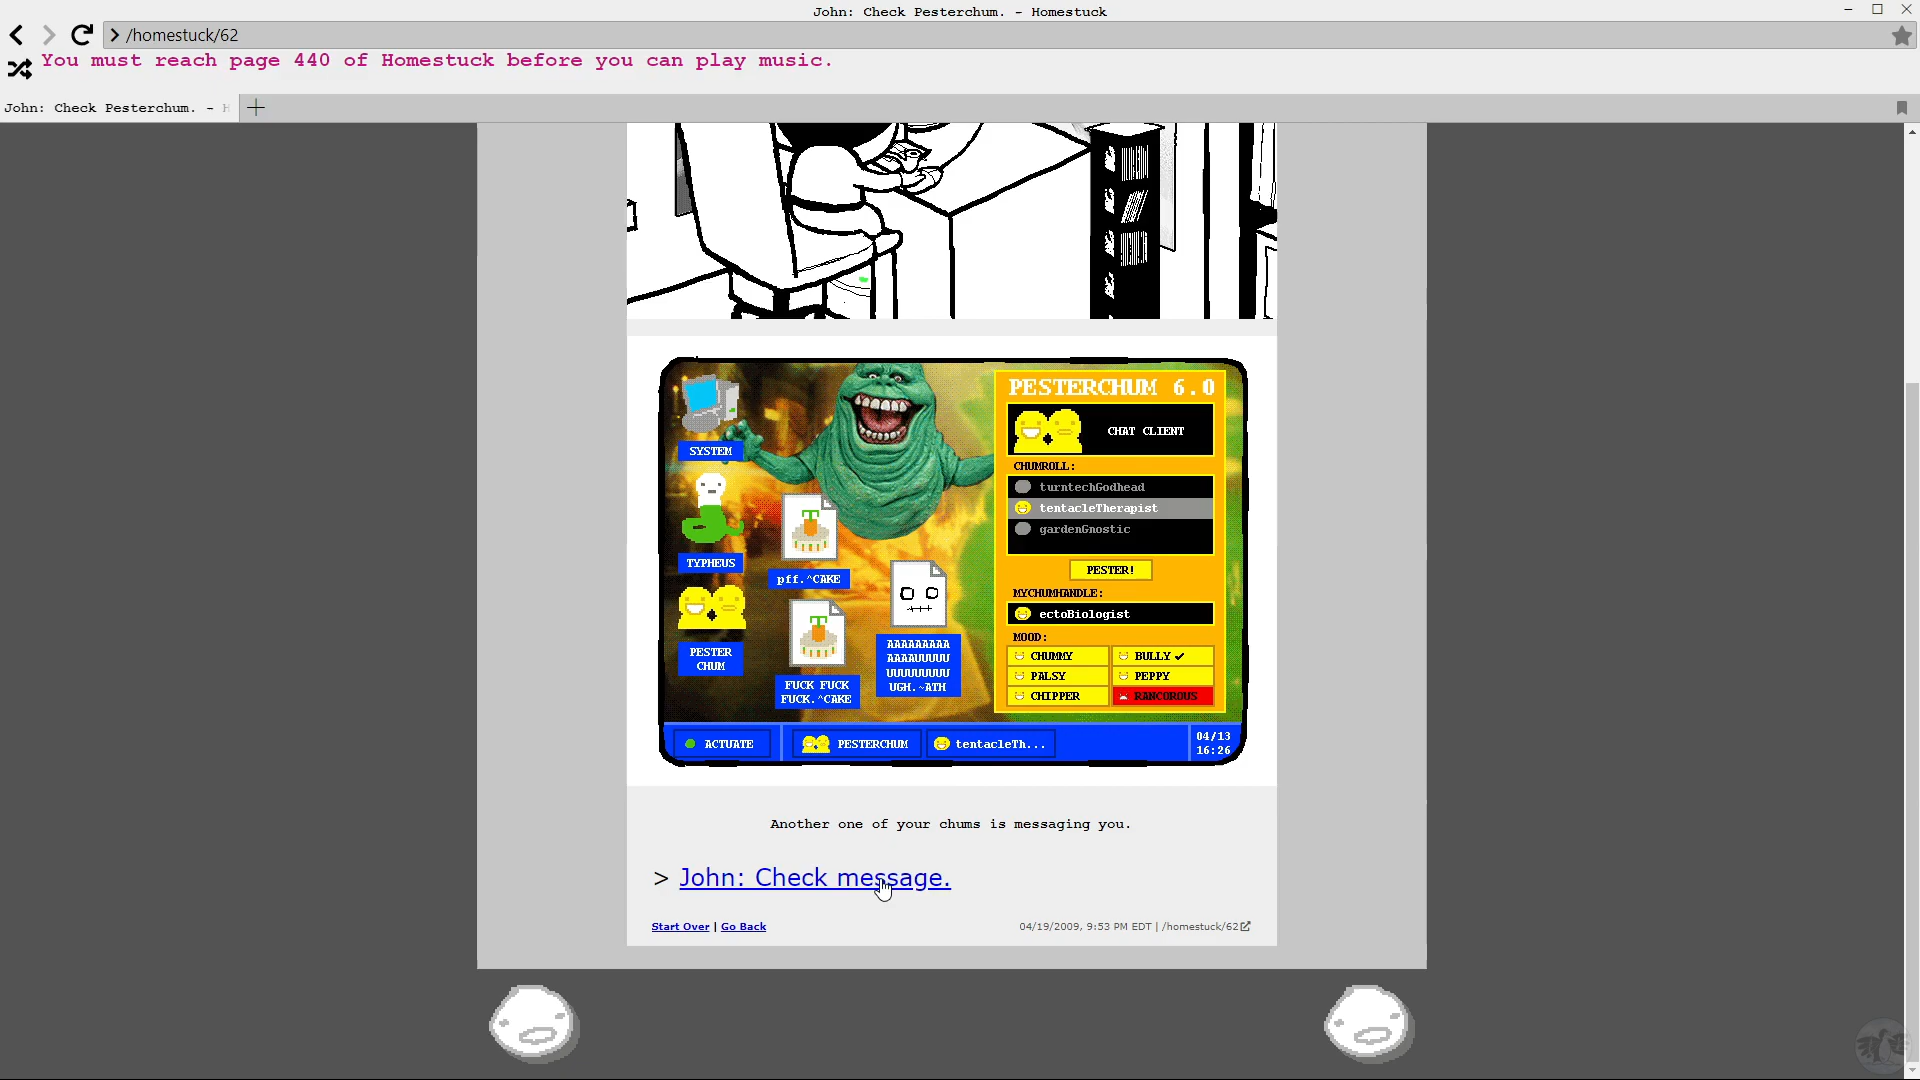 John: Check Pesterchum. - Homestuck
/homestuck/62
You must reach page 440 of Homestuck before you can play music.
John: Check Pesterchum. - H
SYSTEM
TYPHEUS
PESTER
CHUM
pff.^CAKE
FUCK FUCK
FUCK.^CAKE
AAAAAAAAA
AAAAUUUUU
UUUUUUUUU
UGH.~ATH
PESTERCHUM 6.0
CHAT CLIENT
CHUMROLL:
turntechGodhead
tentacleTherapist
gardenGnostic
PESTER!
MYCHUMHANDLE:
ectoBiologist
MOOD:
CHUMMY
BULLY ✔
PALSY
PEPPY
CHIPPER
RANCOROUS
ACTUATE
PESTERCHUM
tentacleTh...
04/13
16:26
Another one of your chums is messaging you.
> John: Check message.
Start Over | Go Back
04/19/2009, 9:53 PM EDT | /homestuck/62